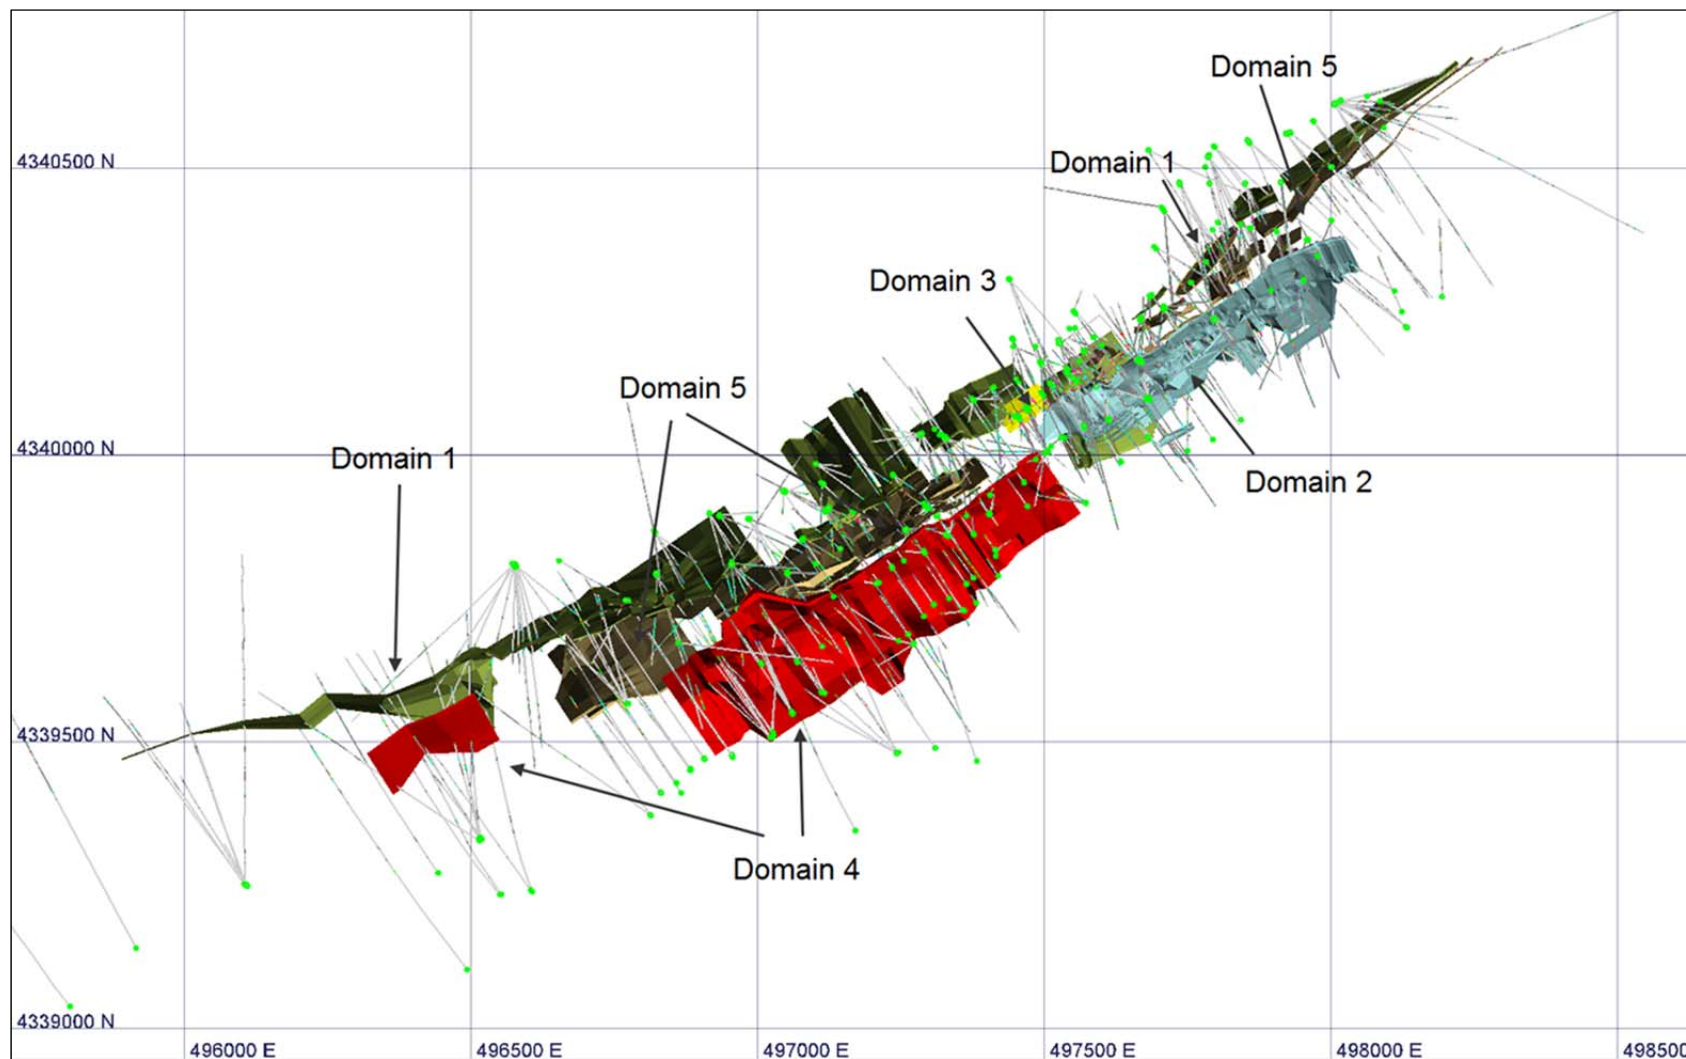 Domain 5
4340500 N
Domain 1
Domain 3
Domain 5
4340000 N
Domain 1
Domain 2
4339500 N
Domain 4
4339000 N
496000 E
496500 E
497000 E
497500 E
498000 E
498500